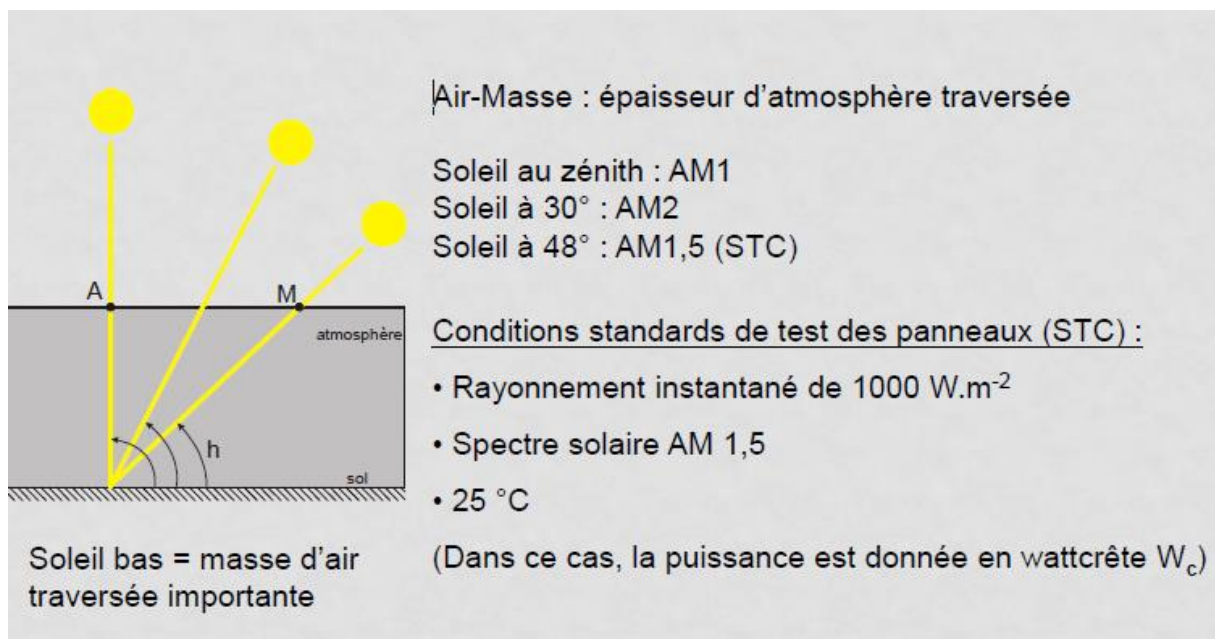 Air-Masse : épaisseur d'atmosphère traversée
Soleil au zénith : AM1
Soleil à 30° : AM2
Soleil à 48° : AM1,5 (STC)
A
M
atmosphère
h
sol
Conditions standards de test des panneaux (STC) :
• Rayonnement instantané de 1000 W.m-2
• Spectre solaire AM 1,5
• 25 °C
(Dans ce cas, la puissance est donnée en wattcrête Wc)
Soleil bas = masse d'air
traversée importante